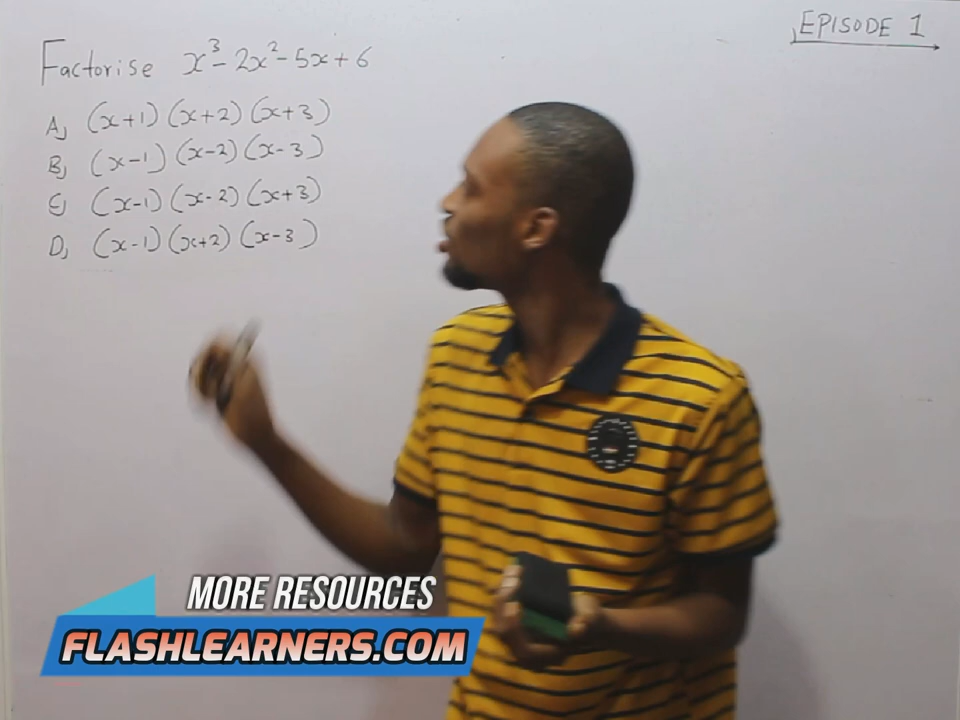 EPISODE 1
Factorise x³-2x²-5x+6
A) (x+1)(x+2)(x+3)
B) (x-1)(x-2)(x-3)
C) (x-1)(x-2)(x+3)
D) (x-1)(x+2)(x-3)
MORE RESOURCES
FLASHLEARNERS.COM